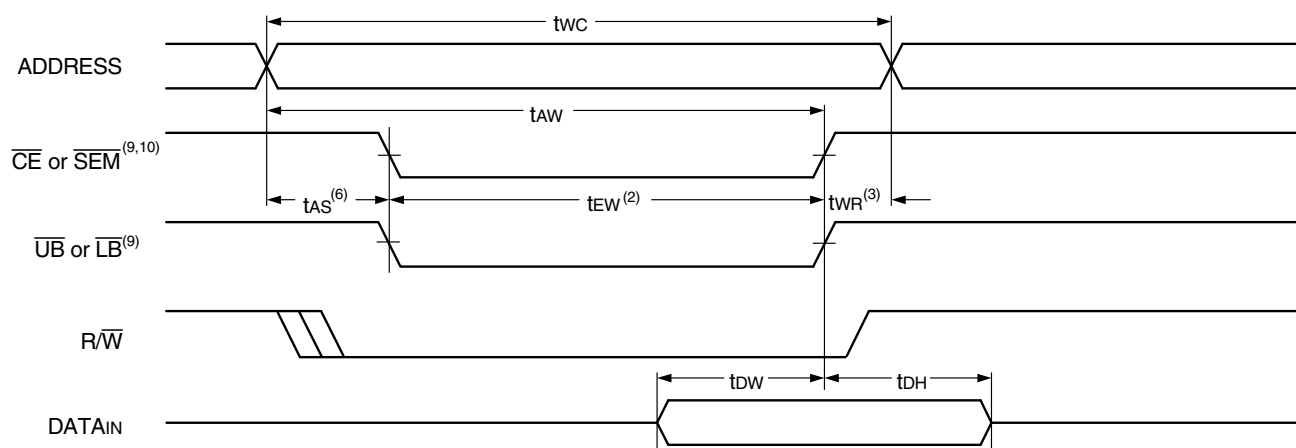 tWC
ADDRESS
tAW
CE or SEM(9,10)
tAS(6) tEW(2) tWR(3)
UB or LB(9)
R/W
tDW tDH
DATAIN